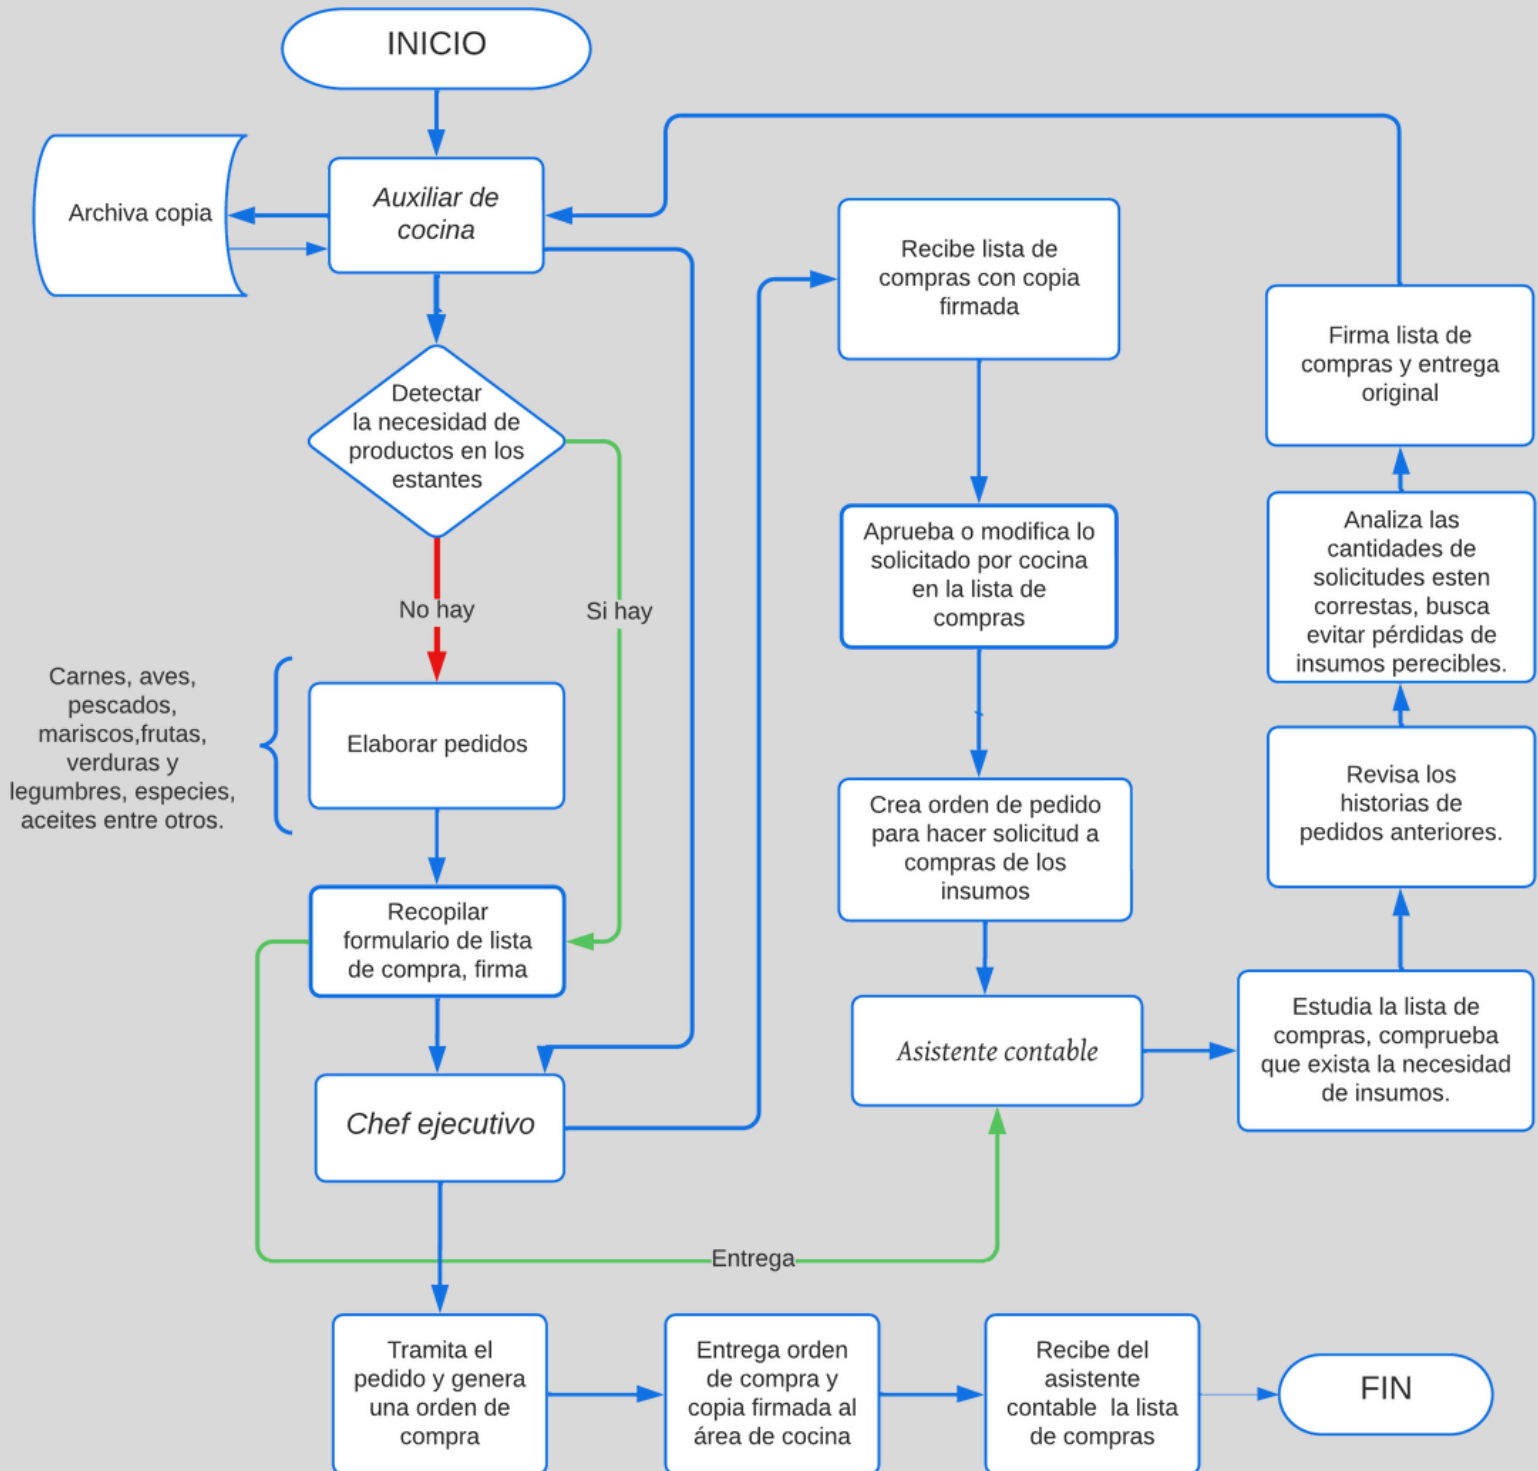 INICIO
Archiva copia
Auxiliar de
cocina
Detectar
la necesidad de
productos en los
estantes
No hay
Si hay
Carnes, aves,
pescados,
mariscos,frutas,
verduras y
legumbres, especies,
aceites entre otros.
Elaborar pedidos
Recopilar
formulario de lista
de compra, firma
Chef ejecutivo
Recibe lista de
compras con copia
firmada
Aprueba o modifica lo
solicitado por cocina
en la lista de
compras
Crea orden de pedido
para hacer solicitud a
compras de los
insumos
Asistente contable
Estudia la lista de
compras, comprueba
que exista la necesidad
de insumos.
Revisa los
historias de
pedidos anteriores.
Analiza las
cantidades de
solicitudes esten
correstas, busca
evitar pérdidas de
insumos perecibles.
Firma lista de
compras y entrega
original
Entrega
Tramita el
pedido y genera
una orden de
compra
Entrega orden
de compra y
copia firmada al
área de cocina
Recibe del
asistente
contable la lista
de compras
FIN